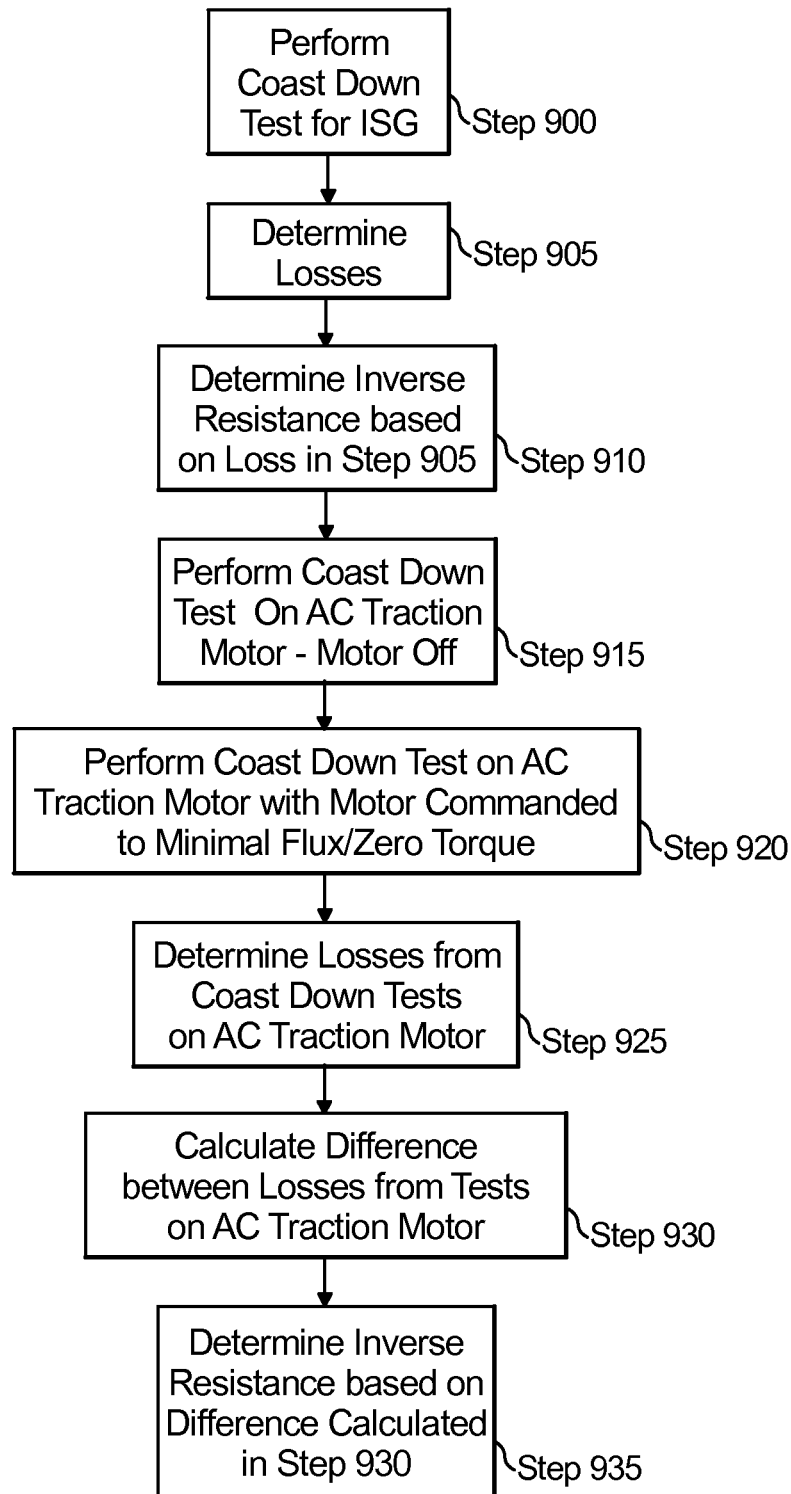 Perform
Coast Down
Test for ISG
Step 900
Determine
Losses
Step 905
Determine Inverse
Resistance based
on Loss in Step 905
Step 910
Perform Coast Down
Test On AC Traction
Motor - Motor Off
Step 915
Perform Coast Down Test on AC
Traction Motor with Motor Commanded
to Minimal Flux/Zero Torque
Step 920
Determine Losses from
Coast Down Tests
on AC Traction Motor
Step 925
Calculate Difference
between Losses from Tests
on AC Traction Motor
Step 930
Determine Inverse
Resistance based on
Difference Calculated
in Step 930
Step 935